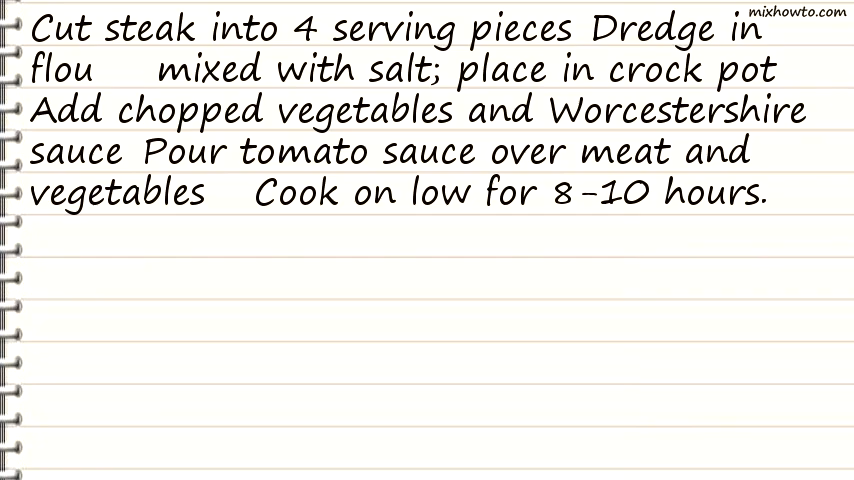 mixhowto.com
Cut steak into 4 serving pieces Dredge in
flou mixed with salt; place in crock pot
Add chopped vegetables and Worcestershire
sauce Pour tomato sauce over meat and
vegetables Cook on low for 8-10 hours.